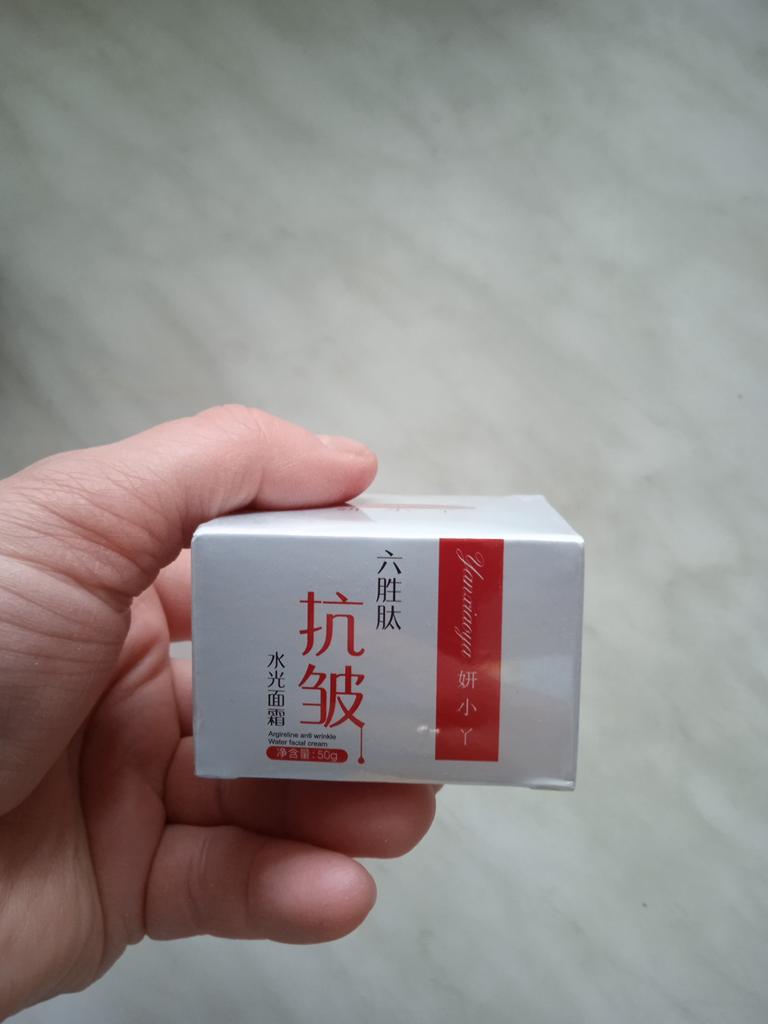 Yanxiaoya 妍小丫
六胜肽
抗皱
水光面霜
Argireline anti wrinkle
Water facial cream
净含量:50g